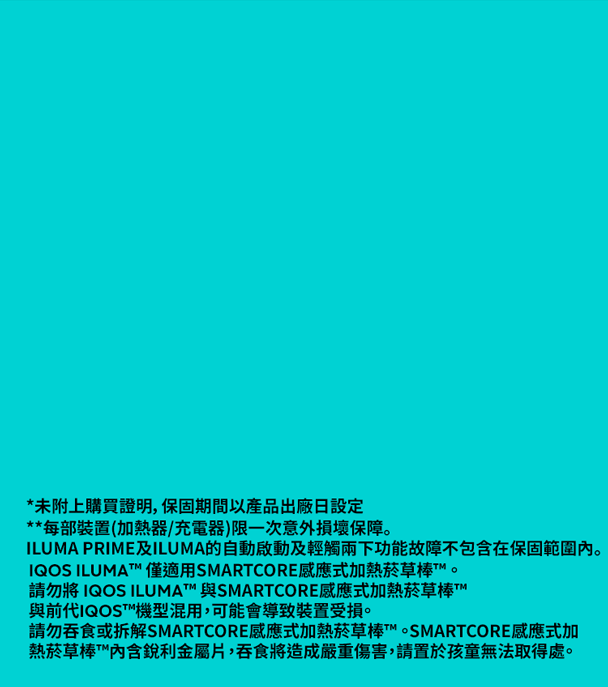 *未附上購買證明, 保固期間以產品出廠日設定
**每部裝置(加熱器/充電器)限一次意外損壞保障。
ILUMA PRIME及ILUMA的自動啟動及輕觸兩下功能故障不包含在保固範圍內。
IQOS ILUMA™ 僅適用SMARTCORE感應式加熱菸草棒™。
請勿將 IQOS ILUMA™ 與SMARTCORE感應式加熱菸草棒™
與前代IQOS™機型混用，可能會導致裝置受損。
請勿吞食或拆解SMARTCORE感應式加熱菸草棒™。SMARTCORE感應式加
熱菸草棒™內含銳利金屬片，吞食將造成嚴重傷害，請置於孩童無法取得處。